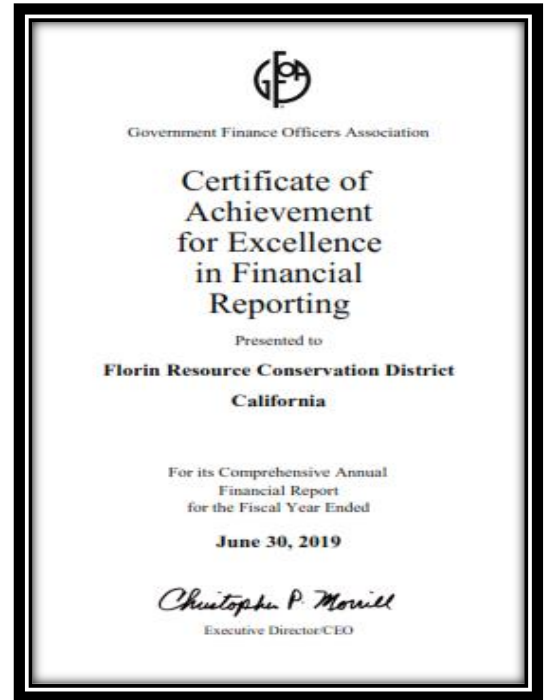 GFOA
Government Finance Officers Association
Certificate of
Achievement
for Excellence
in Financial
Reporting
Presented to
Florin Resource Conservation District
California
For its Comprehensive Annual
Financial Report
for the Fiscal Year Ended
June 30, 2019
Christopher P. Morrill
Executive Director/CEO